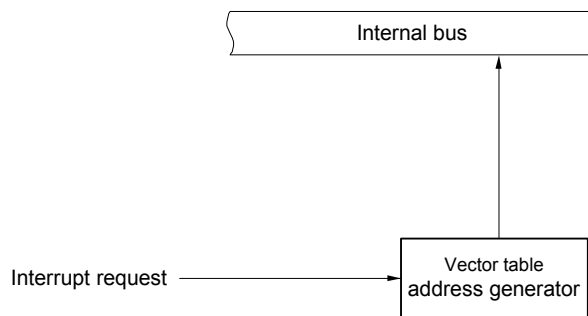 Internal bus
Interrupt request
Vector table
address generator